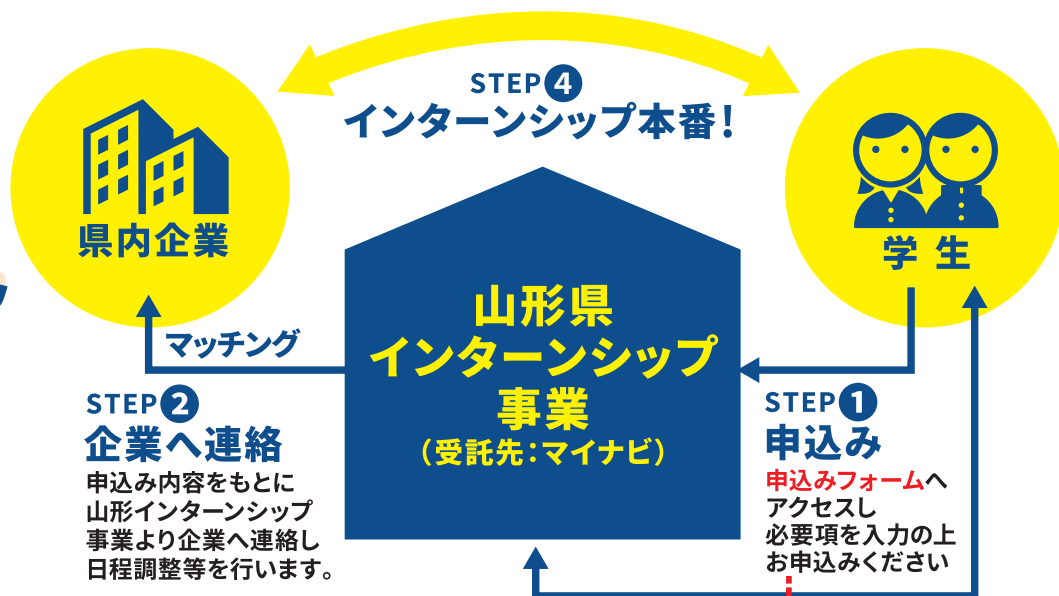 STEP4
インターンシップ本番！
県内企業
学生
マッチング
山形県
インターンシップ
事業
（受託先：マイナビ）
STEP1
申込み
申込みフォームへ
アクセスし
必要項を入力の上
お申込みください
STEP2
企業へ連絡
申込み内容をもとに
山形インターンシップ
事業より企業へ連絡し
日程調整等を行います。